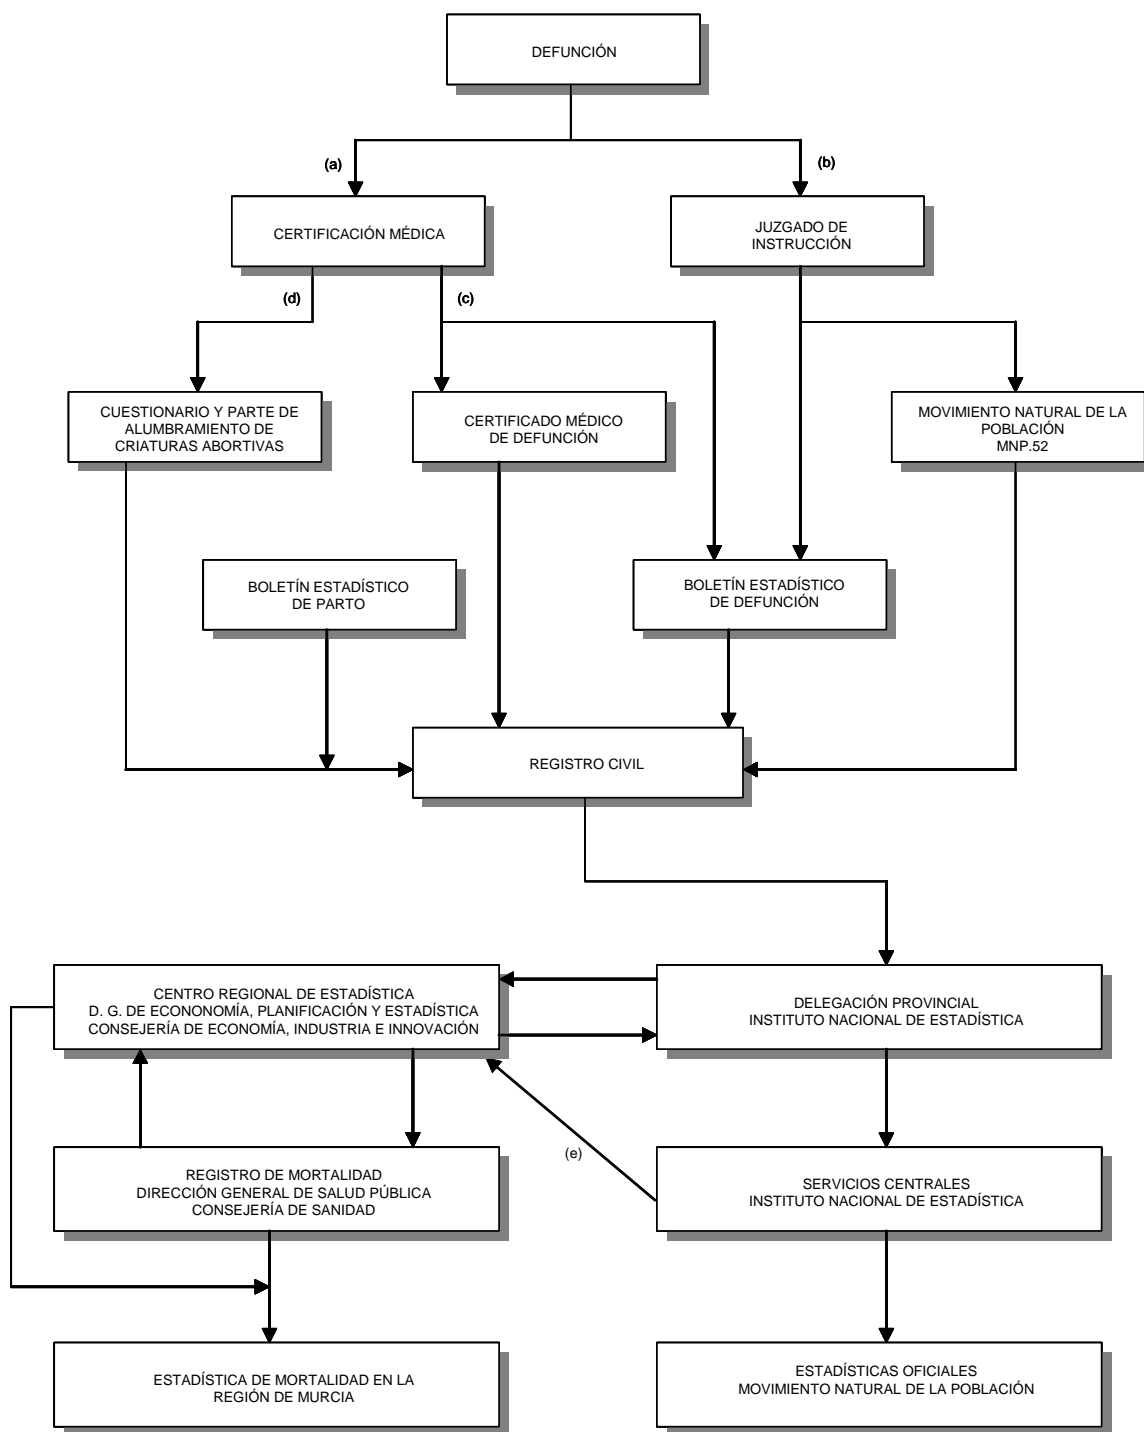 DEFUNCIÓN
(a)
(b)
CERTIFICACIÓN MÉDICA
JUZGADO DE
INSTRUCCIÓN
(d)
(c)
CUESTIONARIO Y PARTE DE
ALUMBRAMIENTO DE
CRIATURAS ABORTIVAS
CERTIFICADO MÉDICO
DE DEFUNCIÓN
MOVIMIENTO NATURAL DE LA
POBLACIÓN
MNP.52
BOLETÍN ESTADÍSTICO
DE PARTO
BOLETÍN ESTADÍSTICO
DE DEFUNCIÓN
REGISTRO CIVIL
CENTRO REGIONAL DE ESTADÍSTICA
D. G. DE ECONONOMÍA, PLANIFICACIÓN Y ESTADÍSTICA
CONSEJERÍA DE ECONOMÍA, INDUSTRIA E INNOVACIÓN
DELEGACIÓN PROVINCIAL
INSTITUTO NACIONAL DE ESTADÍSTICA
(e)
REGISTRO DE MORTALIDAD
DIRECCIÓN GENERAL DE SALUD PÚBLICA
CONSEJERÍA DE SANIDAD
SERVICIOS CENTRALES
INSTITUTO NACIONAL DE ESTADÍSTICA
ESTADÍSTICA DE MORTALIDAD EN LA
REGIÓN DE MURCIA
ESTADÍSTICAS OFICIALES
MOVIMIENTO NATURAL DE LA POBLACIÓN